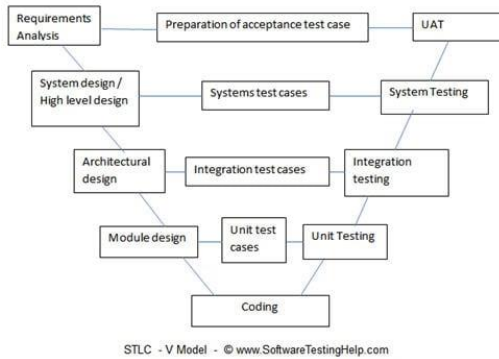 Requirements
Analysis
Preparation of acceptance test case
UAT
System design /
High level design
Systems test cases
System Testing
Architectural
design
Integration test cases
Integration
testing
Module design
Unit test
cases
Unit Testing
Coding
STLC - V Model - © www.SoftwareTestingHelp.com